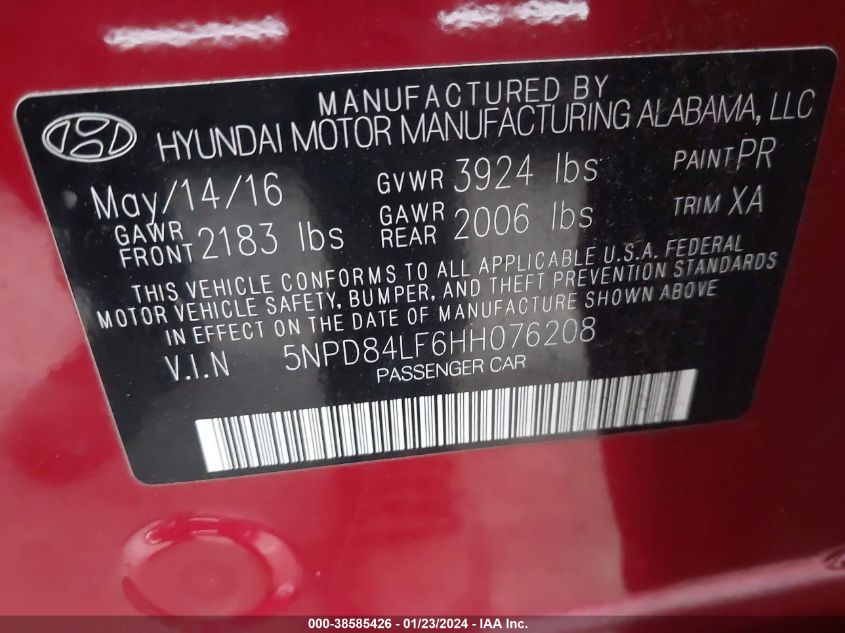 MANUFACTURED BY
HYUNDAI MOTOR MANUFACTURING ALABAMA, LLC
May/14/16 GVWR 3924 lbs PAINT PR
GAWR FRONT 2183 lbs GAWR REAR 2006 lbs TRIM XA
THIS VEHICLE CONFORMS TO ALL APPLICABLE U.S.A. FEDERAL
MOTOR VEHICLE SAFETY, BUMPER, AND THEFT PREVENTION STANDARDS
IN EFFECT ON THE DATE OF MANUFACTURE SHOWN ABOVE
V.I.N 5NPD84LF6HH076208
PASSENGER CAR
000-38585426 - 01/23/2024 - IAA Inc.